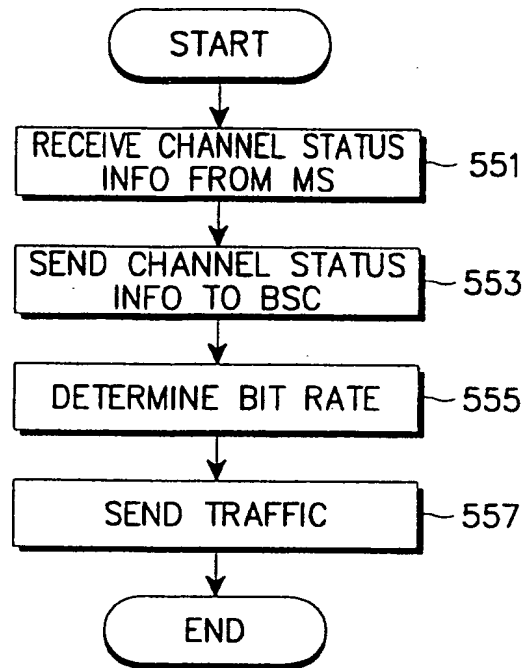 START
RECEIVE CHANNEL STATUS
INFO FROM MS
551
SEND CHANNEL STATUS
INFO TO BSC
553
DETERMINE BIT RATE
555
SEND TRAFFIC
557
END